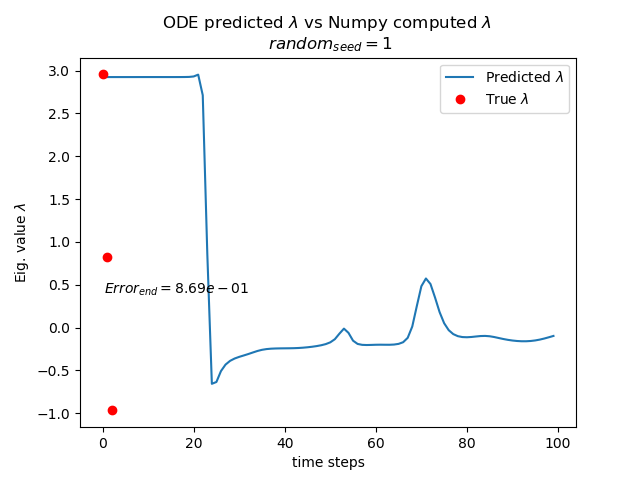 ODE predicted λ vs Numpy computed λ
random_seed = 1
3.0
2.5
2.0
1.5
1.0
0.5
0.0
−0.5
−1.0
Eig. value λ
Predicted λ
True λ
Error_end = 8.69e − 01
0 20 40 60 80 100
time steps